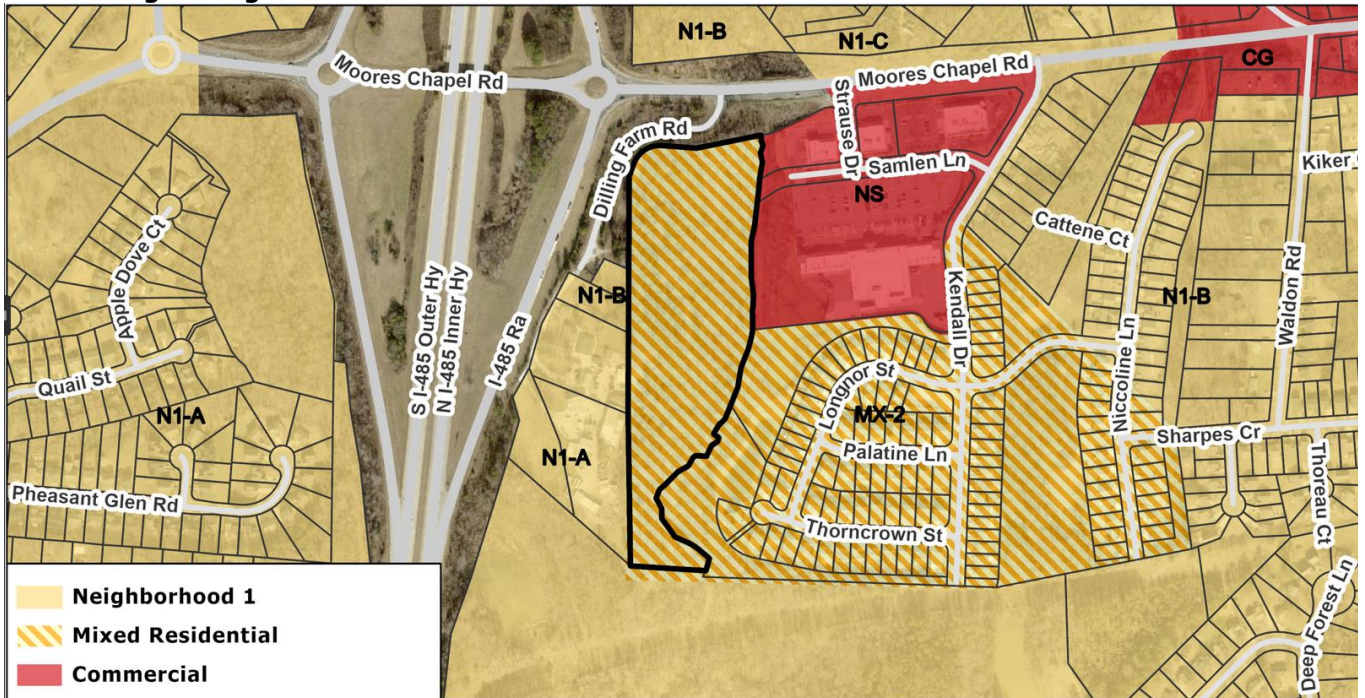 N1-B
N1-C
Moores Chapel Rd
CG
Moores Chapel Rd
Strause Dr
Dilling Farm Rd
Samlen Ln
Kiker
NS
Apple Dove Ct
Cattene Ct
N1-B
N1-B
S I-485 Outer Hy
N I-485 Inner Hy
I-485 Ra
Kendall Dr
Niccoline Ln
Waldon Rd
Quail St
Longnor St
MX-2
N1-A
Palatine Ln
Sharpes Cr
N1-A
Pheasant Glen Rd
Thorncrown St
Thoreau Ct
Deep Forest Ln
Neighborhood 1
Mixed Residential
Commercial